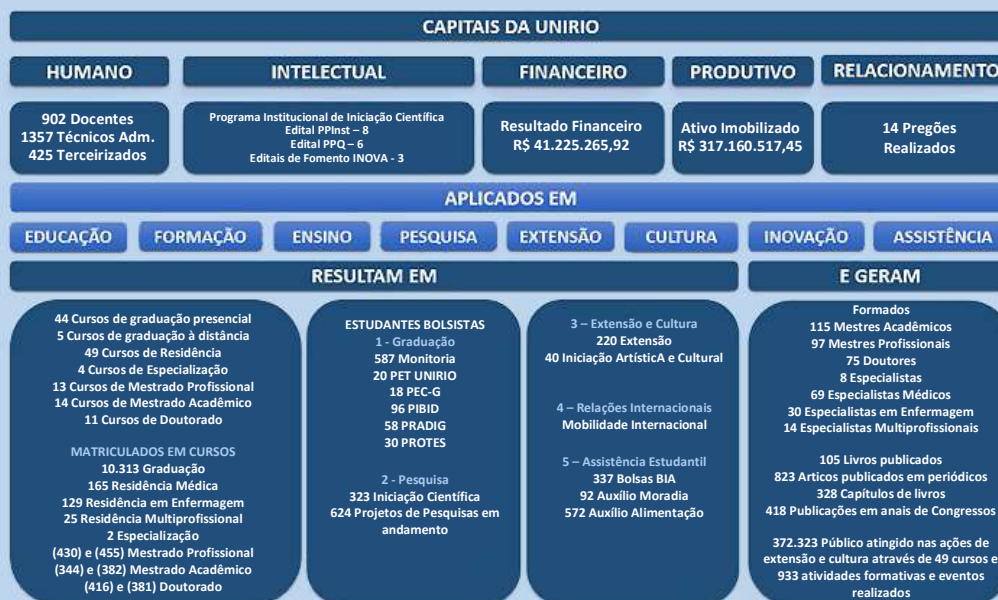 CAPITAIS DA UNIRIO
HUMANO
INTELECTUAL
FINANCEIRO
PRODUTIVO
RELACIONAMENTO
902 Docentes
1357 Técnicos Adm.
425 Terceirizados
Programa Institucional de Iniciação Científica
Edital PPInst – 8
Edital PPQ – 6
Editais de Fomento INOVA - 3
Resultado Financeiro
R$ 41.225.265,92
Ativo Imobilizado
R$ 317.160.517,45
14 Pregões
Realizados
APLICADOS EM
EDUCAÇÃO
FORMAÇÃO
ENSINO
PESQUISA
EXTENSÃO
CULTURA
INOVAÇÃO
ASSISTÊNCIA
RESULTAM EM
E GERAM
44 Cursos de graduação presencial
5 Cursos de graduação à distância
49 Cursos de Residência
4 Cursos de Especialização
13 Cursos de Mestrado Profissional
14 Cursos de Mestrado Acadêmico
11 Cursos de Doutorado
MATRICULADOS EM CURSOS
10.313 Graduação
165 Residência Médica
129 Residência em Enfermagem
25 Residência Multiprofissional
2 Especialização
(430) e (455) Mestrado Profissional
(344) e (382) Mestrado Acadêmico
(416) e (381) Doutorado
ESTUDANTES BOLSISTAS
1 - Graduação
587 Monitoria
20 PET UNIRIO
18 PEC-G
96 PIBID
58 PRADIG
30 PROTES
2 - Pesquisa
323 Iniciação Científica
624 Projetos de Pesquisas em
andamento
3 – Extensão e Cultura
220 Extensão
40 Iniciação ArtísticA e Cultural
4 – Relações Internacionais
Mobilidade Internacional
5 – Assistência Estudantil
337 Bolsas BIA
92 Auxílio Moradia
572 Auxílio Alimentação
Formados
115 Mestres Acadêmicos
97 Mestres Profissionais
75 Doutores
8 Especialistas
69 Especialistas Médicos
30 Especialistas em Enfermagem
14 Especialistas Multiprofissionais
105 Livros publicados
823 Articos publicados em periódicos
328 Capítulos de livros
418 Publicações em anais de Congressos
372.323 Público atingido nas ações de
extensão e cultura através de 49 cursos e
933 atividades formativas e eventos
realizados